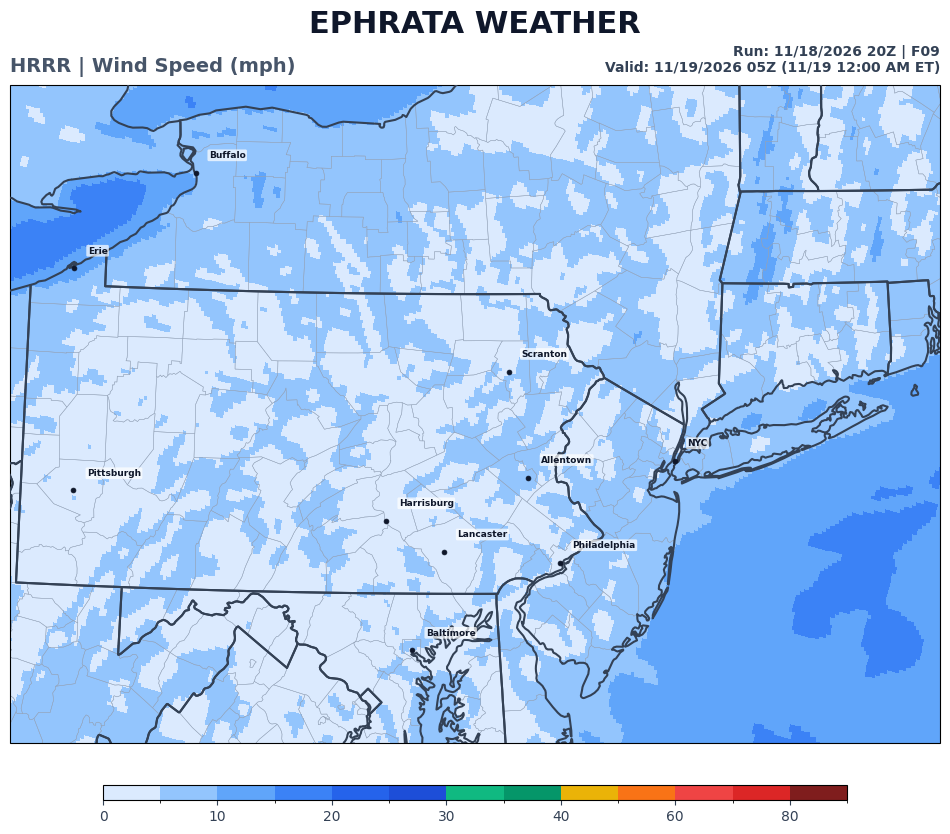 EPHRATA WEATHER
HRRR | Wind Speed (mph)
Run: 11/18/2026 20Z | F09
Valid: 11/19/2026 05Z (11/19 12:00 AM ET)
Buffalo
Erie
Scranton
NYC
Allentown
Pittsburgh
Harrisburg
Lancaster
Philadelphia
Baltimore
0 10 20 30 40 50 60 70 80